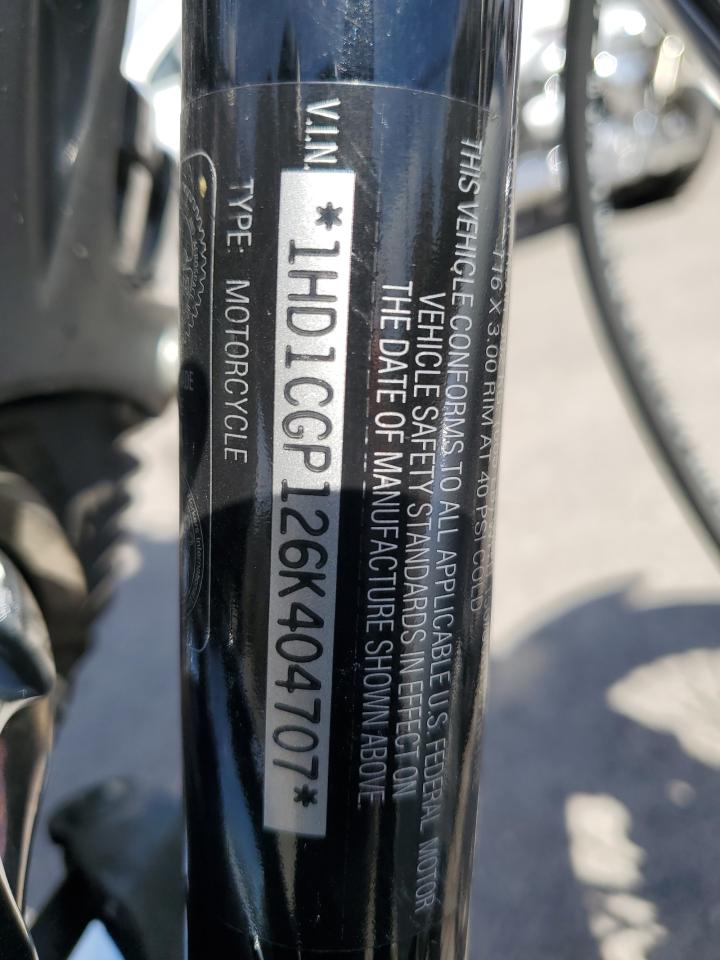 716 X 3.00 RIM AT 40 PSI COLD
THIS VEHICLE CONFORMS TO ALL APPLICABLE U.S. FEDERAL MOTOR
VEHICLE SAFETY STANDARDS IN EFFECT ON
THE DATE OF MANUFACTURE SHOWN ABOVE
V.I.N.
*1HD1CGP126K404707*
TYPE: MOTORCYCLE